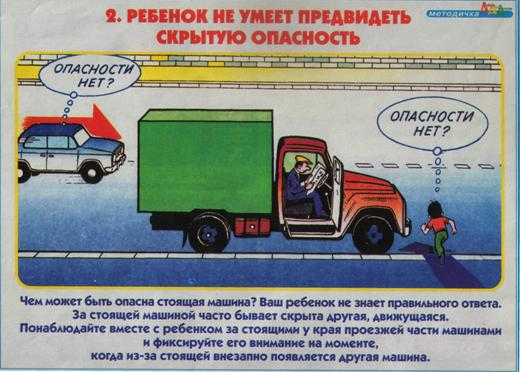 методичка
2. РЕБЕНОК НЕ УМЕЕТ ПРЕДВИДЕТЬ
СКРЫТУЮ ОПАСНОСТЬ
ОПАСНОСТИ
НЕТ?
ОПАСНОСТИ
НЕТ?
Чем может быть опасна стоящая машина? Ваш ребенок не знает правильного ответа.
За стоящей машиной часто бывает скрыта другая, движущаяся.
Понаблюдайте вместе с ребенком за стоящими у края проезжей части машинами
и фиксируйте его внимание на моменте,
когда из-за стоящей внезапно появляется другая машина.